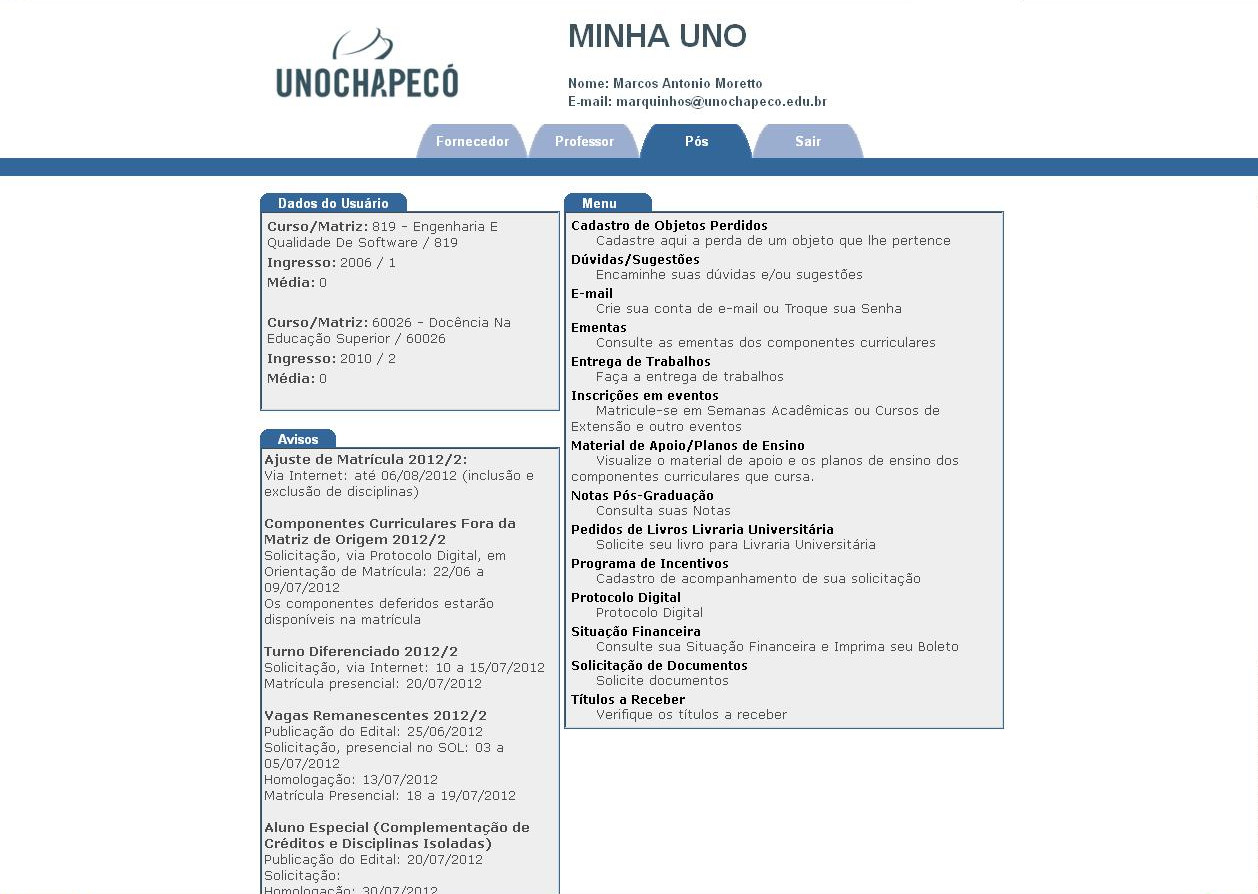 UNOCHAPECÓ
MINHA UNO
Nome: Marcos Antonio Moretto
E-mail: marquinhos@unochapeco.edu.br
Fornecedor
Professor
Pós
Sair
Dados do Usuário
Curso/Matriz: 819 - Engenharia E
Qualidade De Software / 819
Ingresso: 2006 / 1
Média: 0
Curso/Matriz: 60026 - Docência Na
Educação Superior / 60026
Ingresso: 2010 / 2
Média: 0
Avisos
Ajuste de Matrícula 2012/2:
Via Internet: até 06/08/2012 (inclusão e
exclusão de disciplinas)
Componentes Curriculares Fora da
Matriz de Origem 2012/2
Solicitação, via Protocolo Digital, em
Orientação de Matrícula: 22/06 a
09/07/2012
Os componentes deferidos estarão
disponíveis na matrícula
Turno Diferenciado 2012/2
Solicitação, via Internet: 10 a 15/07/2012
Matrícula presencial: 20/07/2012
Vagas Remanescentes 2012/2
Publicação do Edital: 25/06/2012
Solicitação, presencial no SOL: 03 a
05/07/2012
Homologação: 13/07/2012
Matrícula Presencial: 18 a 19/07/2012
Aluno Especial (Complementação de
Créditos e Disciplinas Isoladas)
Publicação do Edital: 20/07/2012
Solicitação:
Homologação: 30/07/2012
Menu
Cadastro de Objetos Perdidos
Cadastre aqui a perda de um objeto que lhe pertence
Dúvidas/Sugestões
Encaminhe suas dúvidas e/ou sugestões
E-mail
Crie sua conta de e-mail ou Troque sua Senha
Ementas
Consulte as ementas dos componentes curriculares
Entrega de Trabalhos
Faça a entrega de trabalhos
Inscrições em eventos
Matricule-se em Semanas Acadêmicas ou Cursos de
Extensão e outro eventos
Material de Apoio/Planos de Ensino
Visualize o material de apoio e os planos de ensino dos
componentes curriculares que cursa.
Notas Pós-Graduação
Consulta suas Notas
Pedidos de Livros Livraria Universitária
Solicite seu livro para Livraria Universitária
Programa de Incentivos
Cadastro de acompanhamento de sua solicitação
Protocolo Digital
Protocolo Digital
Situação Financeira
Consulte sua Situação Financeira e Imprima seu Boleto
Solicitação de Documentos
Solicite documentos
Títulos a Receber
Verifique os títulos a receber